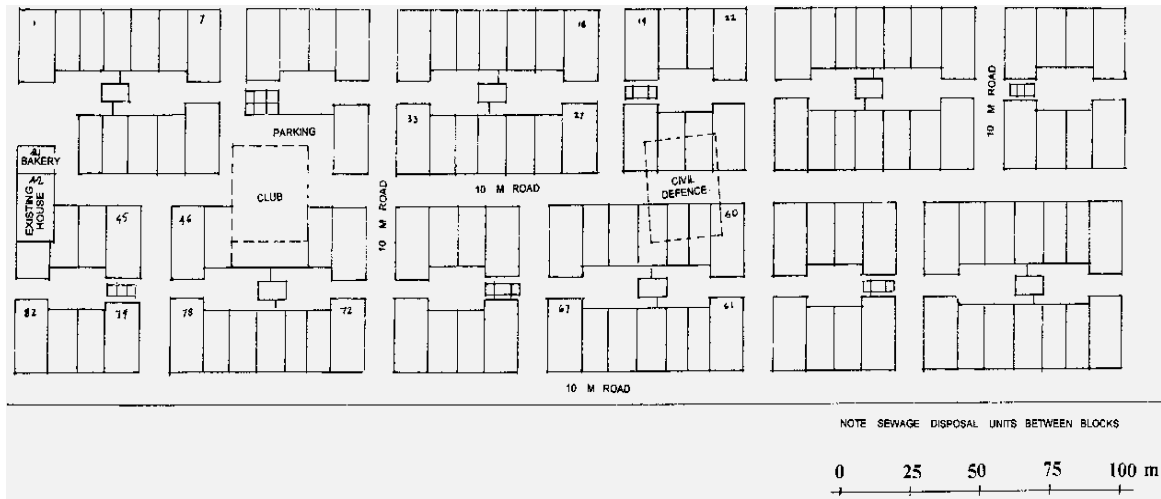 1 7 16 19 22
10 M ROAD
33 27
PARKING
BAKERY
EXISTING
HOUSE
CLUB
10 M ROAD
10 M ROAD
CIVIL
DEFENCE
45 46 60
82 79 78 72 67 61
10 M ROAD
NOTE SEWAGE DISPOSAL UNITS BETWEEN BLOCKS
0 25 50 75 100 m